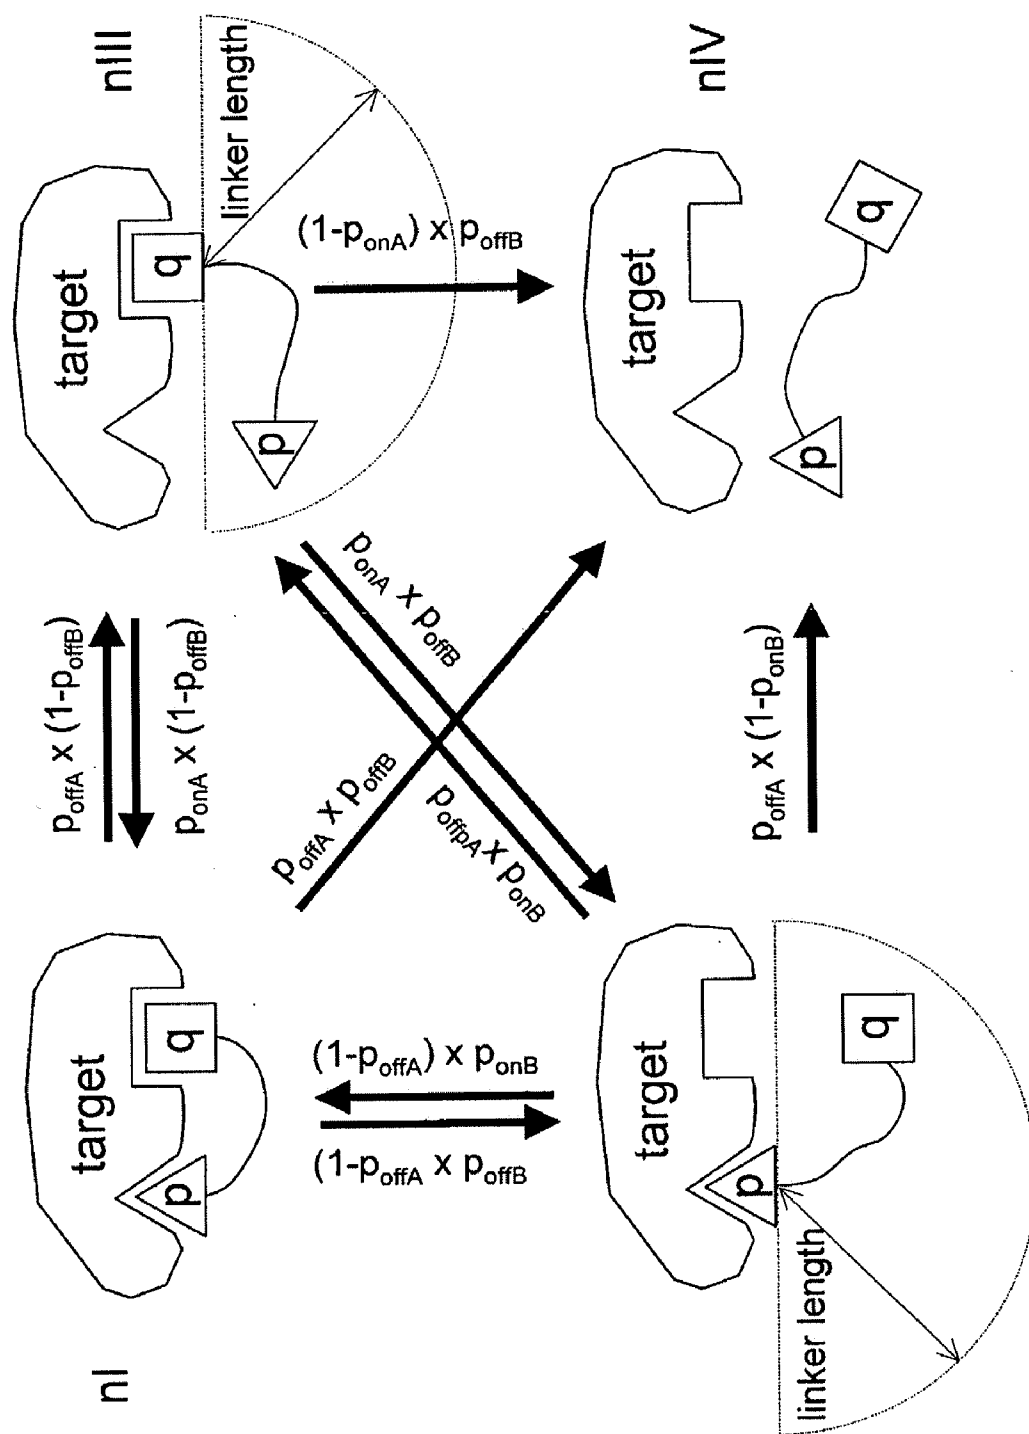 nI
target
p
q
p_offA x (1-p_offB)
p_onA x (1-p_offB)
nIII
target
q
p
linker length
(1-p_offA) x p_onB
(1-p_offA x p_offB
p_offA x p_offB
p_offpA x p_onB
p_onA x p_offB
(1-p_onA) x p_offB
target
p
q
linker length
p_offA x (1-p_onB)
nIV
target
p
q